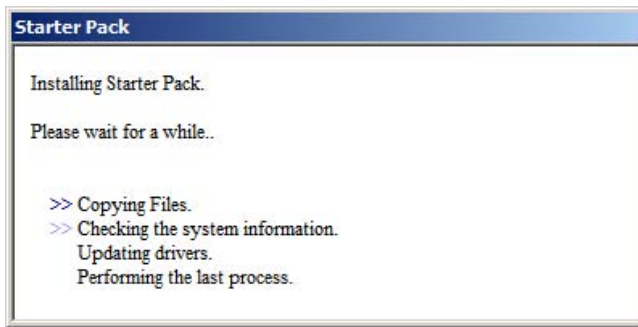 Starter Pack
Installing Starter Pack.
Please wait for a while..
>> Copying Files.
>> Checking the system information.
Updating drivers.
Performing the last process.